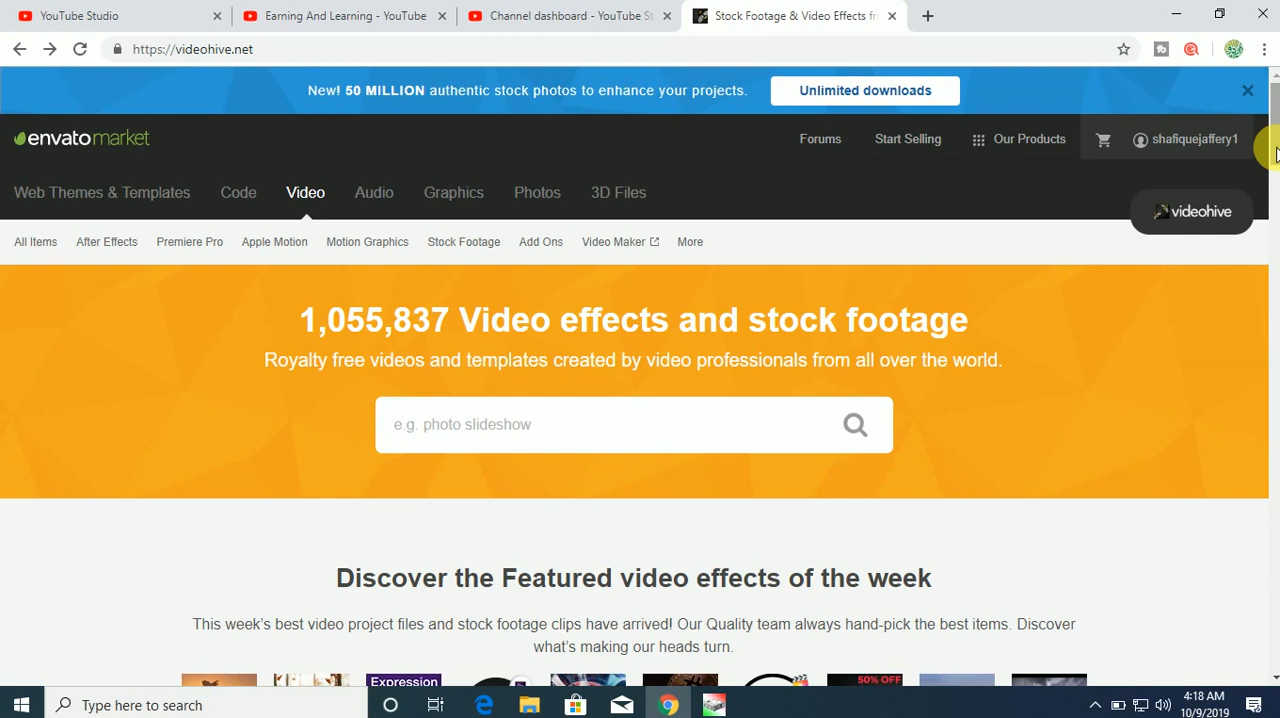 YouTube Studio
Earning And Learning - YouTube
Channel dashboard - YouTube St
Stock Footage & Video Effects fro
https://videohive.net
tb
New! 50 MILLION authentic stock photos to enhance your projects.
Unlimited downloads
envatomarket
Forums
Start Selling
Our Products
shafiquejaffery1
Web Themes & Templates
Code
Video
Audio
Graphics
Photos
3D Files
videohive
All Items
After Effects
Premiere Pro
Apple Motion
Motion Graphics
Stock Footage
Add Ons
Video Maker
More
1,055,837 Video effects and stock footage
Royalty free videos and templates created by video professionals from all over the world.
e.g. photo slideshow
Discover the Featured video effects of the week
This week's best video project files and stock footage clips have arrived! Our Quality team always hand-pick the best items. Discover
what's making our heads turn.
Expression
50% OFF
Type here to search
4:18 AM
10/9/2019